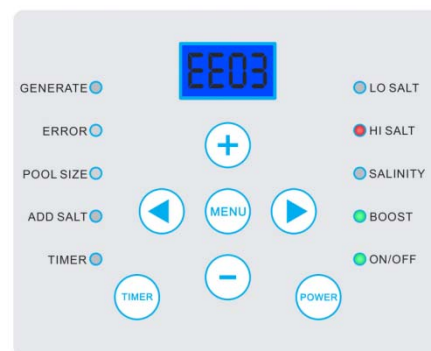 EE03
GENERATE
ERROR
POOL SIZE
ADD SALT
TIMER
+
MENU
−
TIMER
POWER
LO SALT
HI SALT
SALINITY
BOOST
ON/OFF